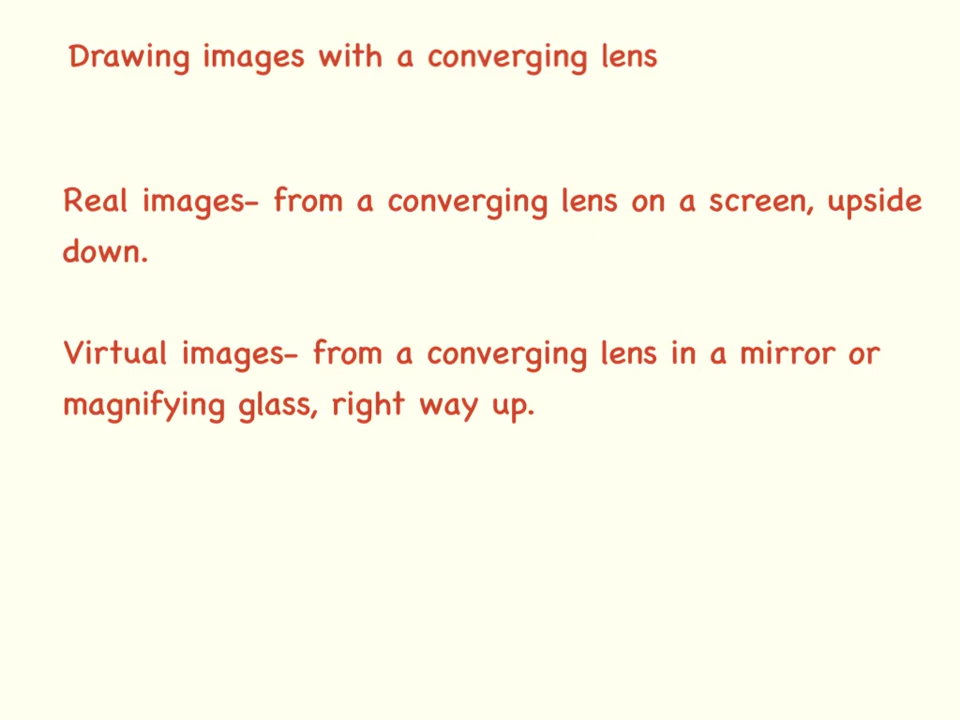 Drawing images with a converging lens
Real images- from a converging lens on a screen, upside
down.
Virtual images- from a converging lens in a mirror or
magnifying glass, right way up.